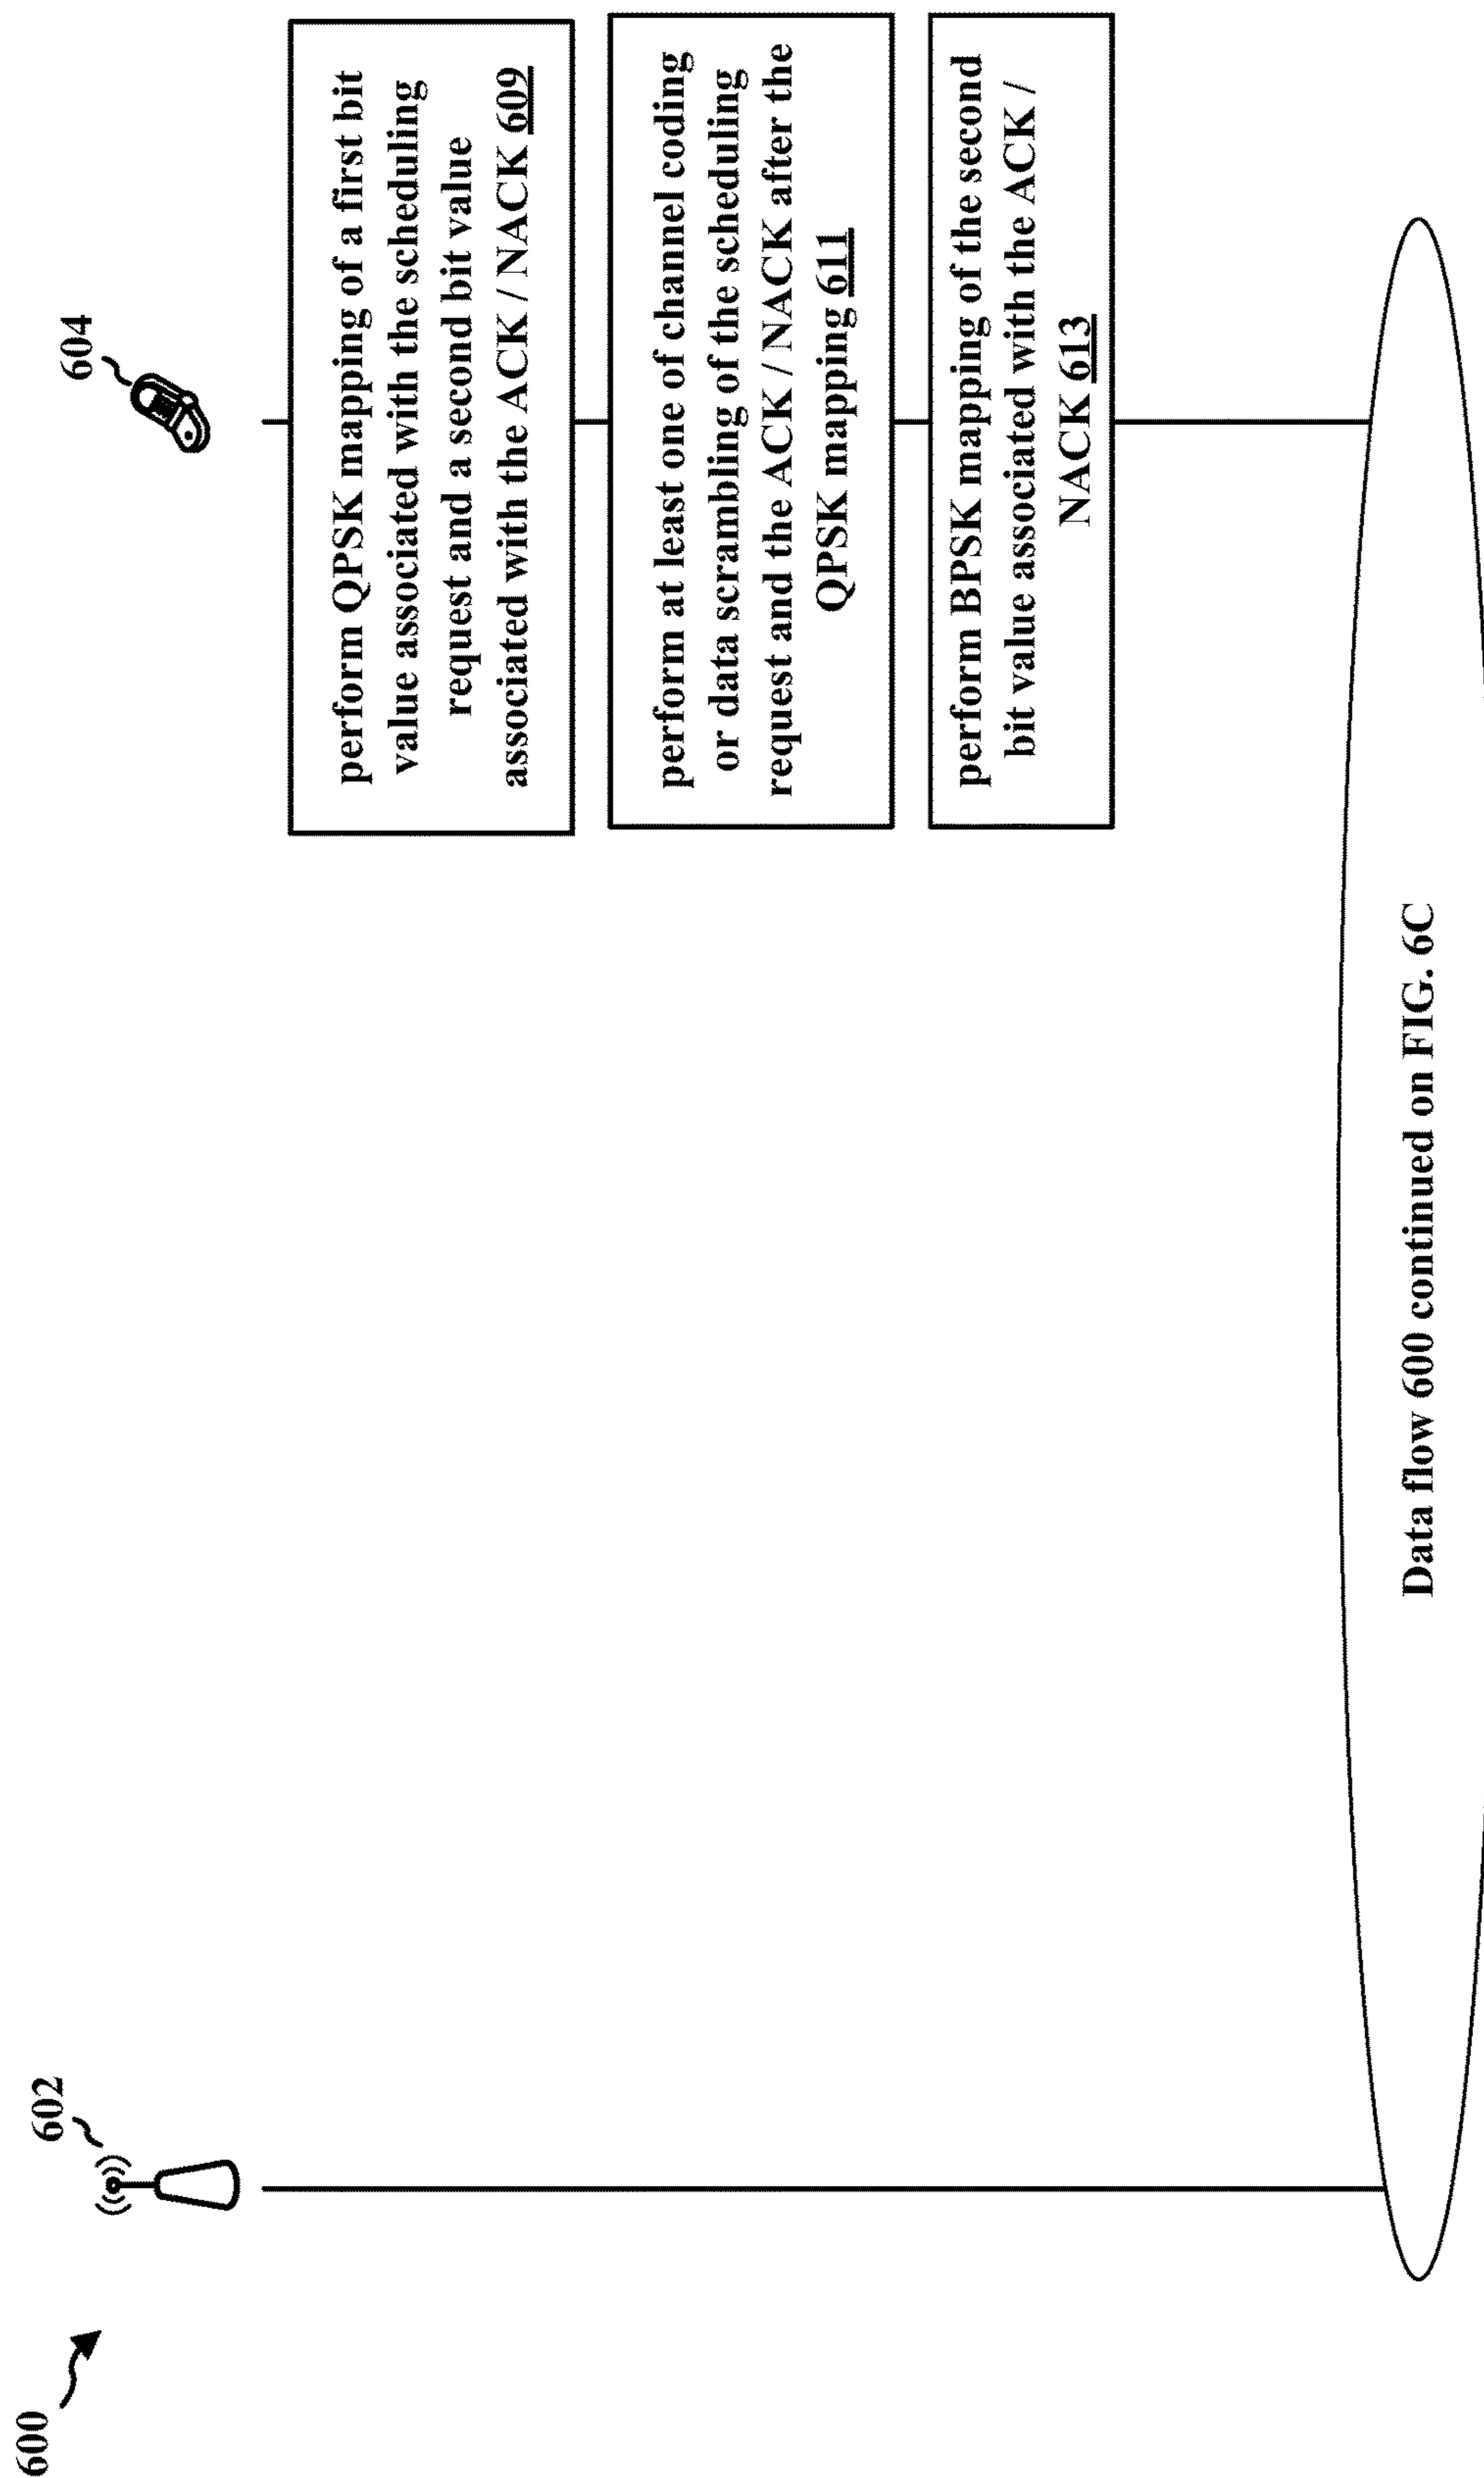 600
602
604
perform QPSK mapping of a first bit
value associated with the scheduling
request and a second bit value
associated with the ACK / NACK 609
perform at least one of channel coding
or data scrambling of the scheduling
request and the ACK / NACK after the
QPSK mapping 611
perform BPSK mapping of the second
bit value associated with the ACK /
NACK 613
Data flow 600 continued on FIG. 6C